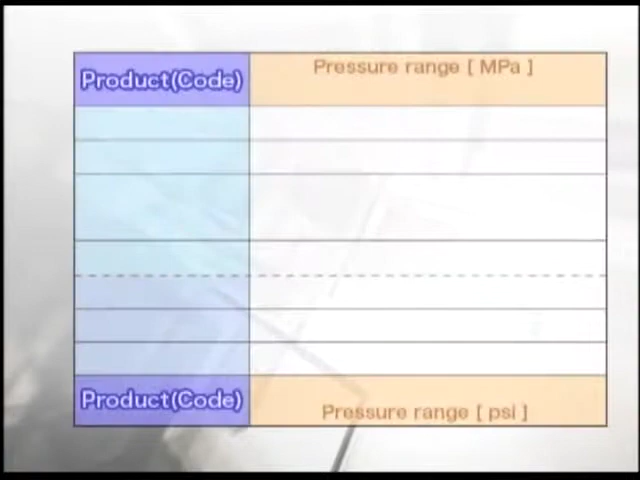 Product(Code)
Pressure range [ MPa ]
Product(Code)
Pressure range [ psi ]